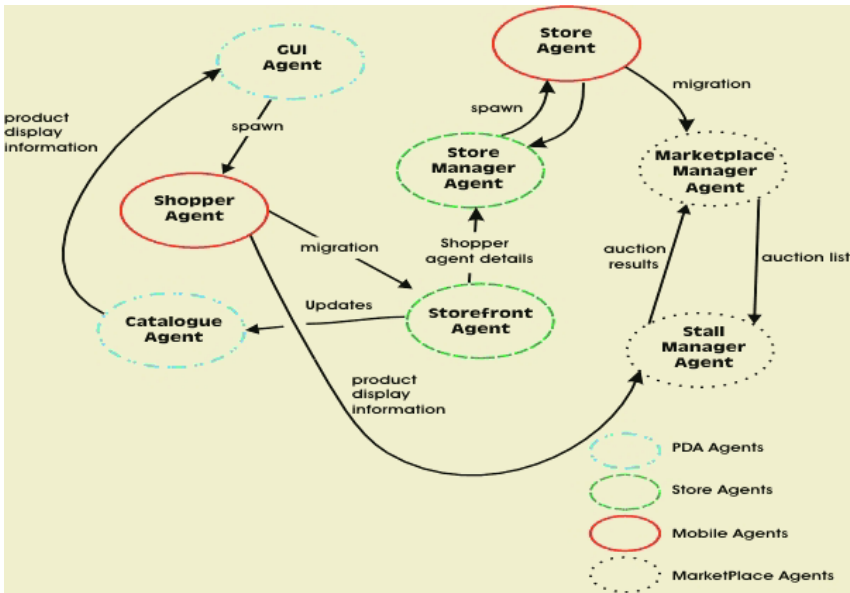 GUI
Agent
Store
Agent
product
display
information
spawn
spawn
migration
Store
Manager
Agent
Marketplace
Manager
Agent
Shopper
Agent
migration
Shopper
agent details
auction
results
auction list
Updates
Catalogue
Agent
Storefront
Agent
Stall
Manager
Agent
product
display
information
PDA Agents
Store Agents
Mobile Agents
MarketPlace Agents